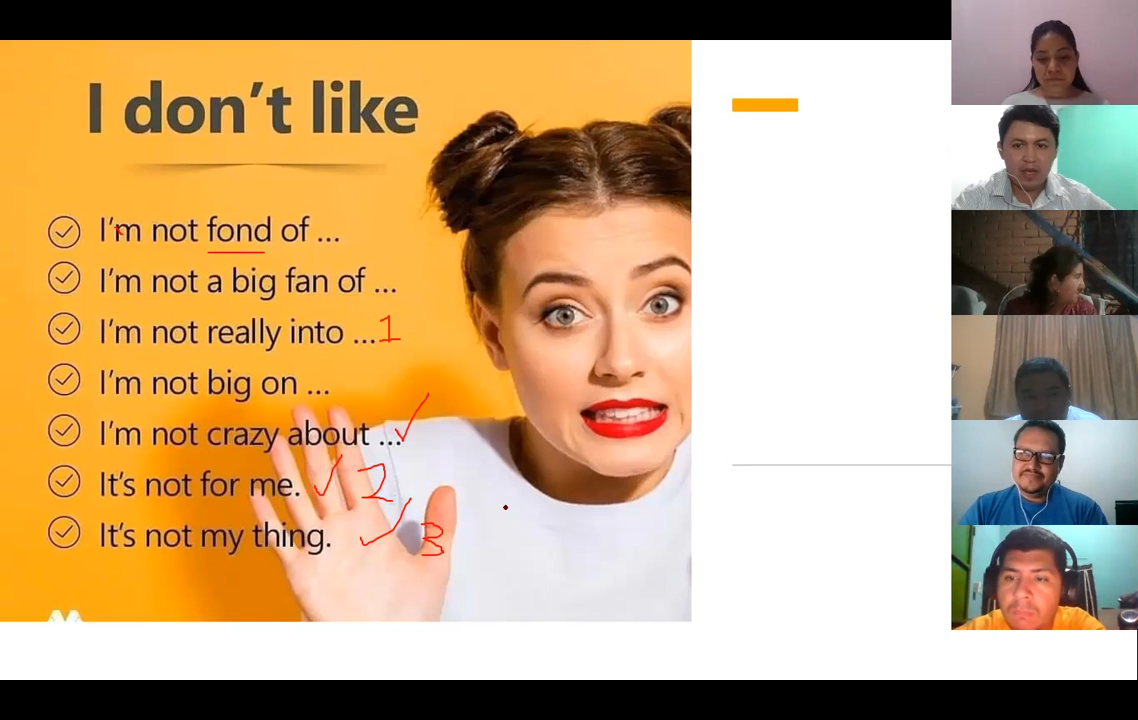 I don't like
I'm not fond of ...
I'm not a big fan of ...
I'm not really into ... 1
I'm not big on ...
I'm not crazy about ...
It's not for me. 2
It's not my thing. 3